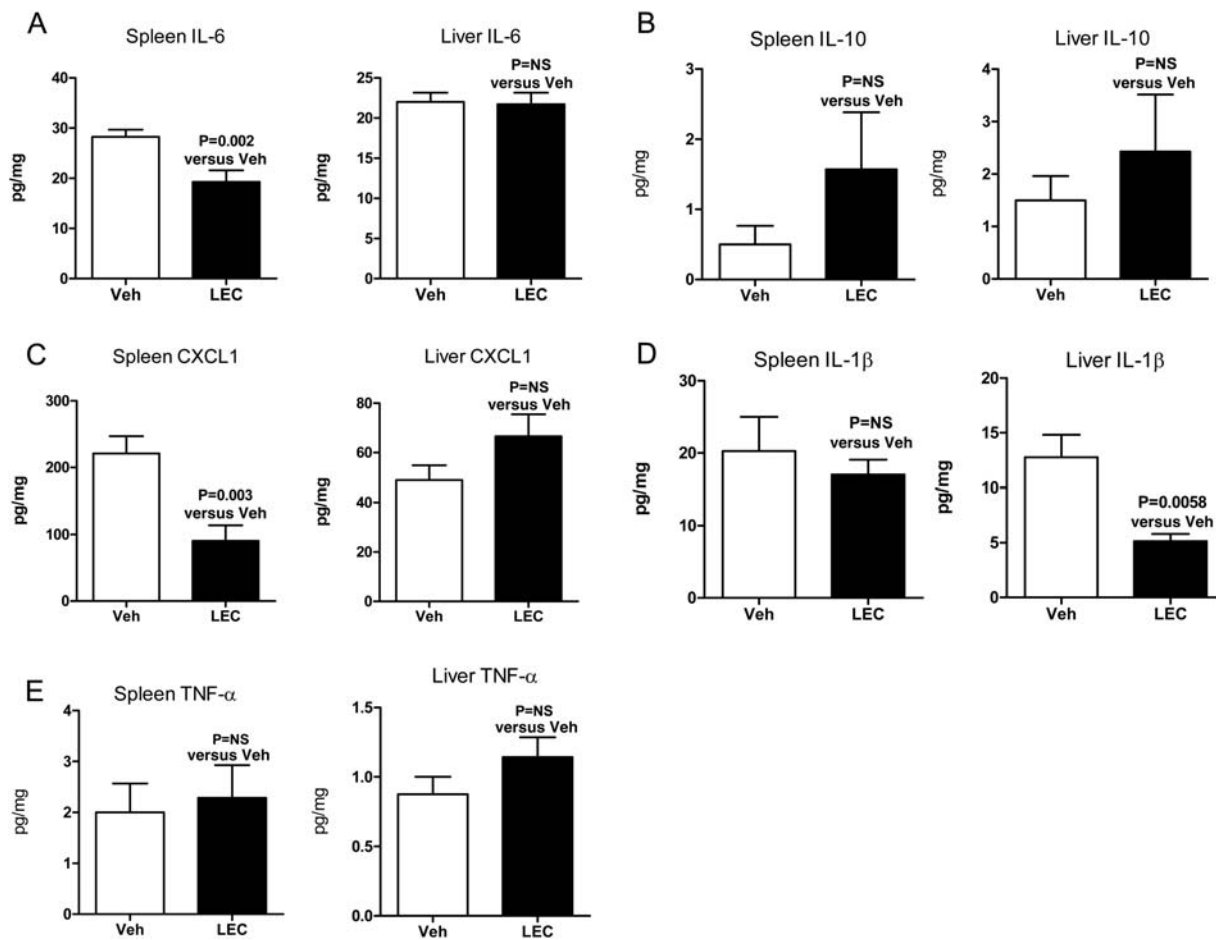 A
Spleen IL-6
pg/mg
40
30
20
10
0
P=0.002
versus Veh
Veh LEC
Liver IL-6
pg/mg
25
20
15
10
5
0
P=NS
versus Veh
Veh LEC
B
Spleen IL-10
pg/mg
3
2
1
0
P=NS
versus Veh
Veh LEC
Liver IL-10
pg/mg
4
3
2
1
0
P=NS
versus Veh
Veh LEC
C
Spleen CXCL1
pg/mg
300
200
100
0
P=0.003
versus Veh
Veh LEC
Liver CXCL1
pg/mg
80
60
40
20
0
P=NS
versus Veh
Veh LEC
D
Spleen IL-1β
pg/mg
30
20
10
0
P=NS
versus Veh
Veh LEC
Liver IL-1β
pg/mg
20
15
10
5
0
P=0.0058
versus Veh
Veh LEC
E
Spleen TNF-α
pg/mg
4
3
2
1
0
P=NS
versus Veh
Veh LEC
Liver TNF-α
pg/mg
1.5
1.0
0.5
0.0
P=NS
versus Veh
Veh LEC